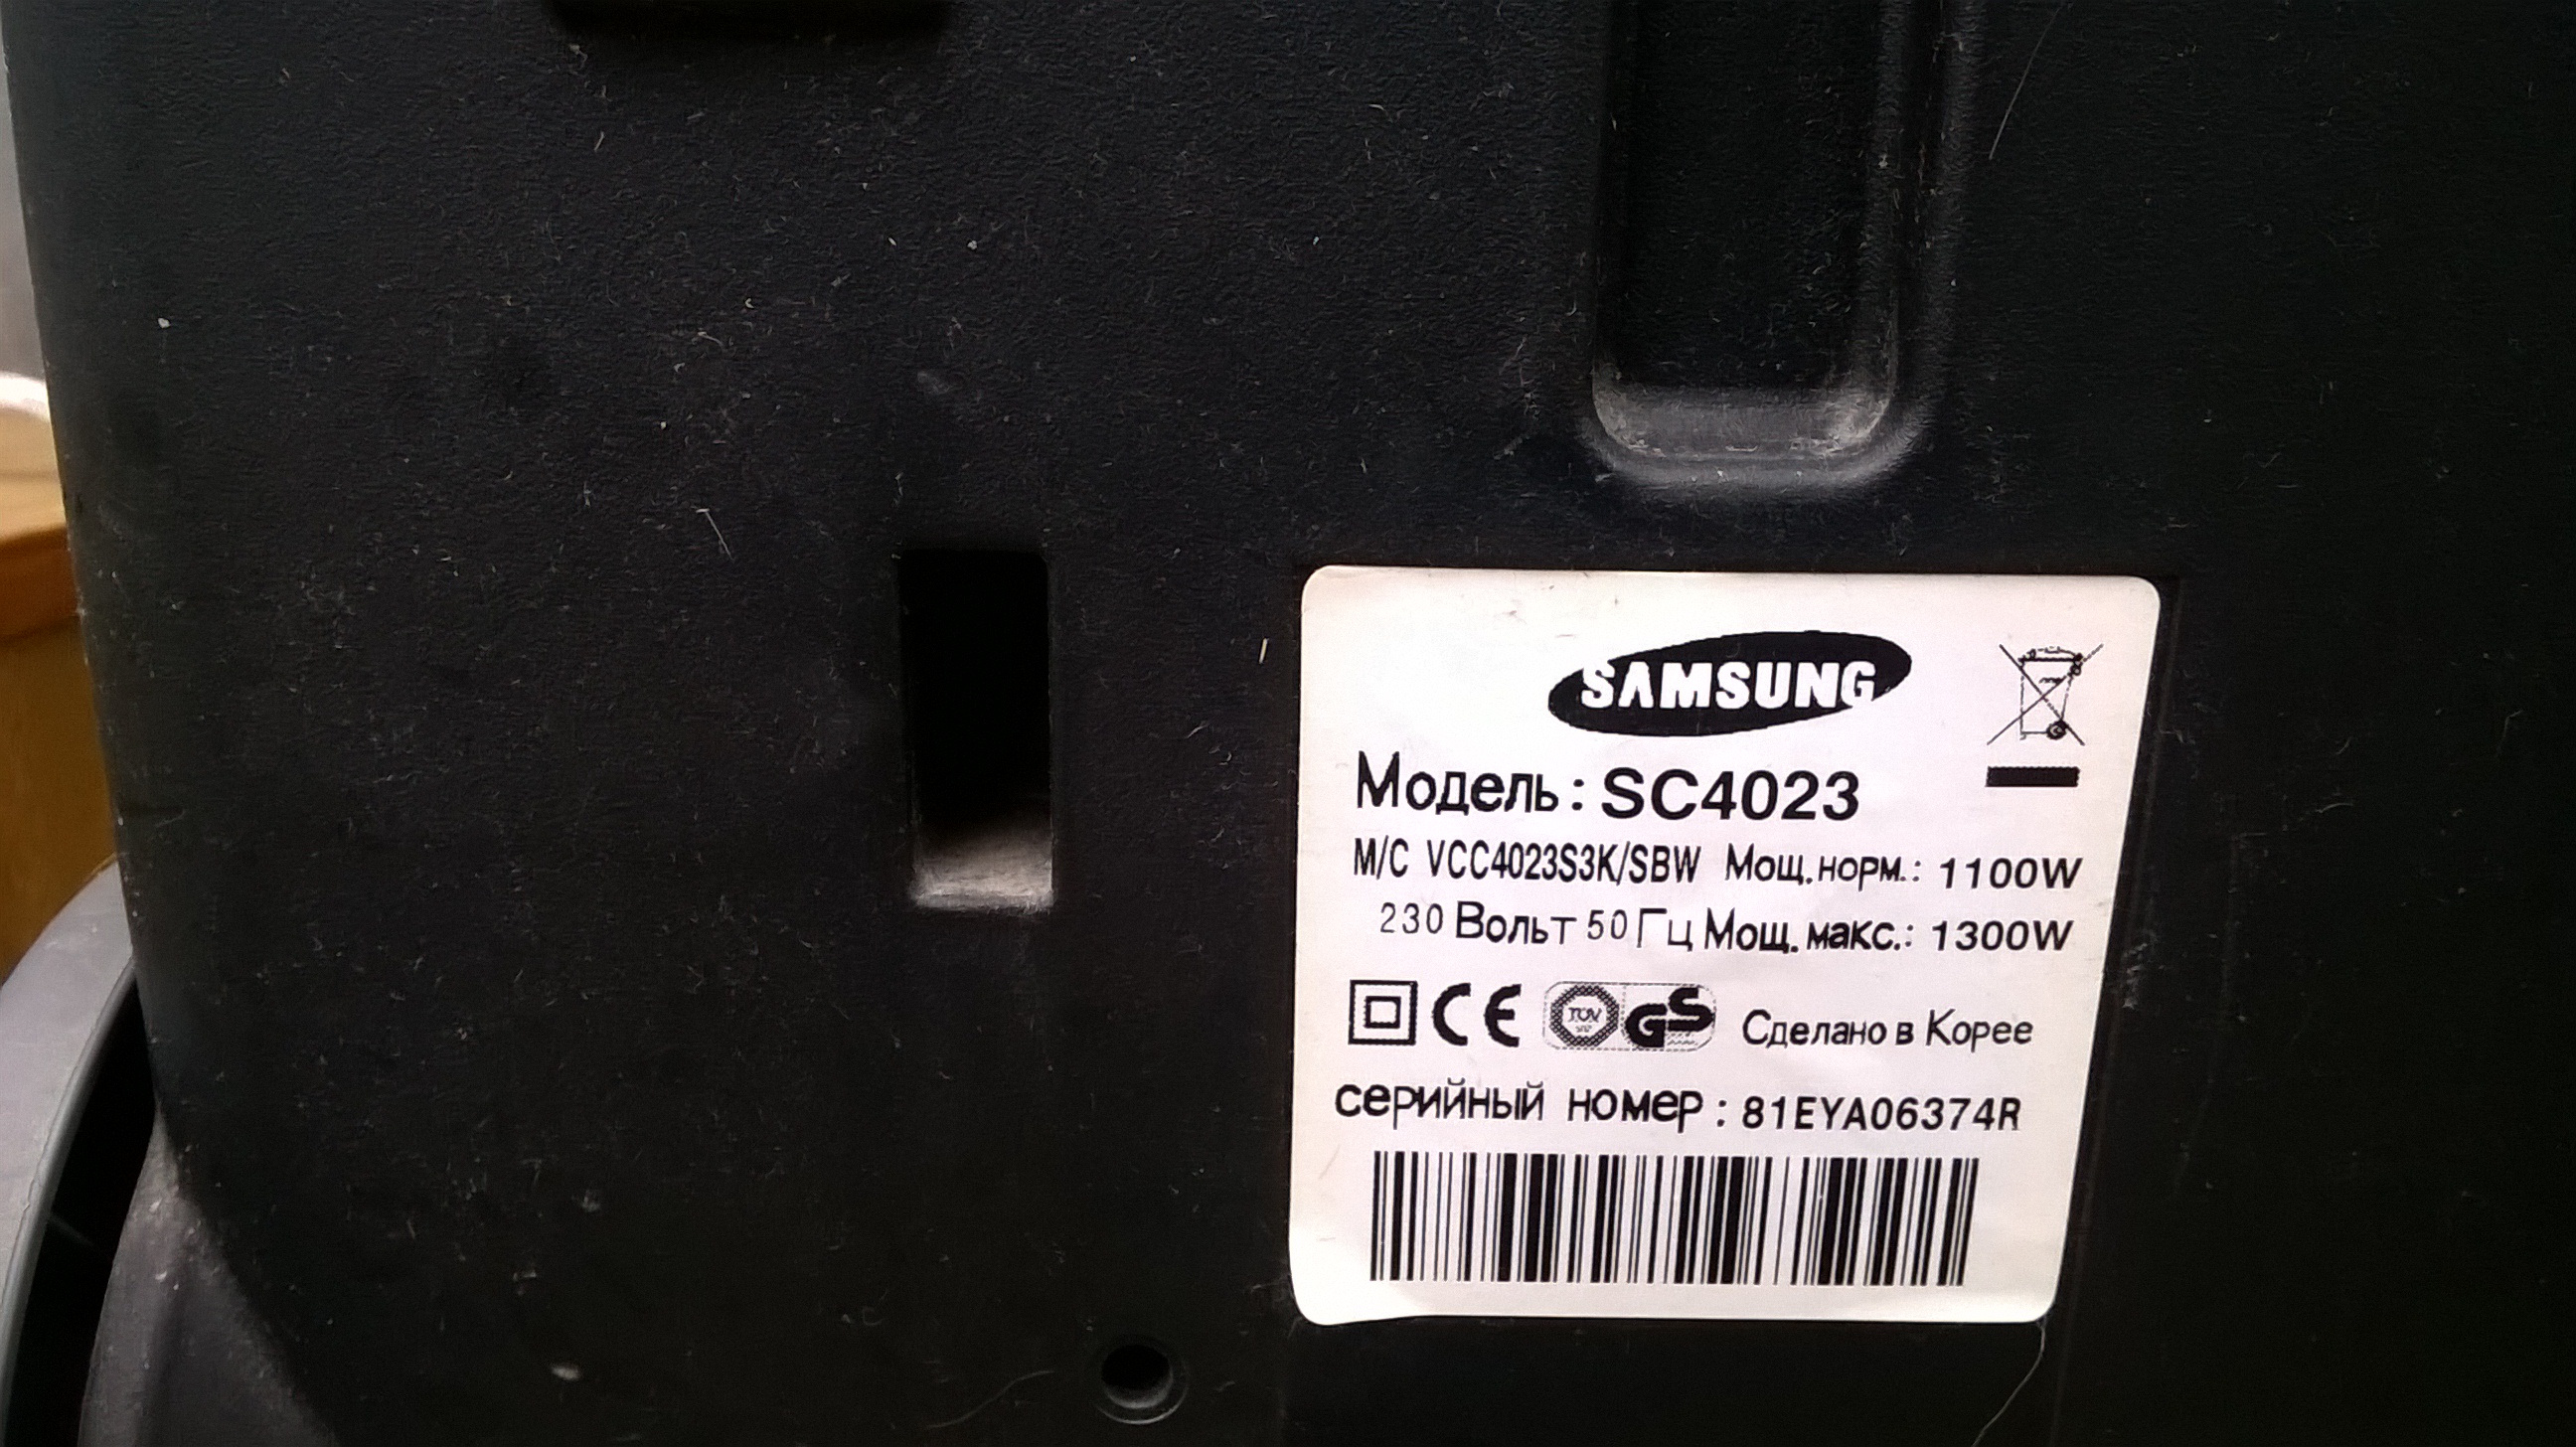 SAMSUNG
Модель: SC4023
M/C VCC4023S3K/SBW Мощ.норм.: 1100W
230 Вольт 50 Гц Мощ.макс.: 1300W
CE TÜV GS Сделано в Корее
серийный номер : 81EYA06374R